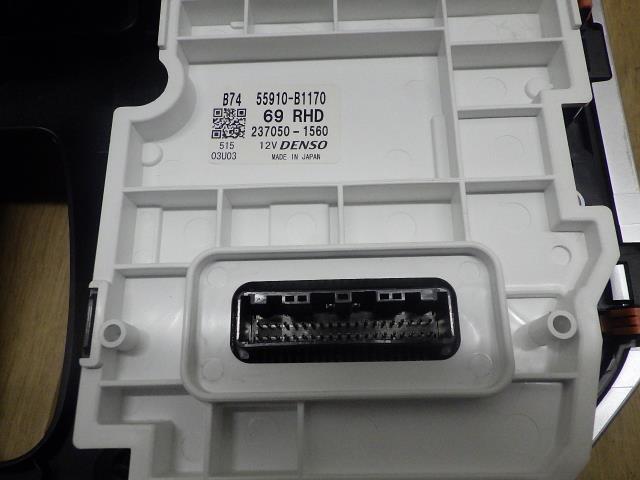 B74 55910-B1170
69 RHD
237050-1560
515 12V DENSO
03U03 MADE IN JAPAN